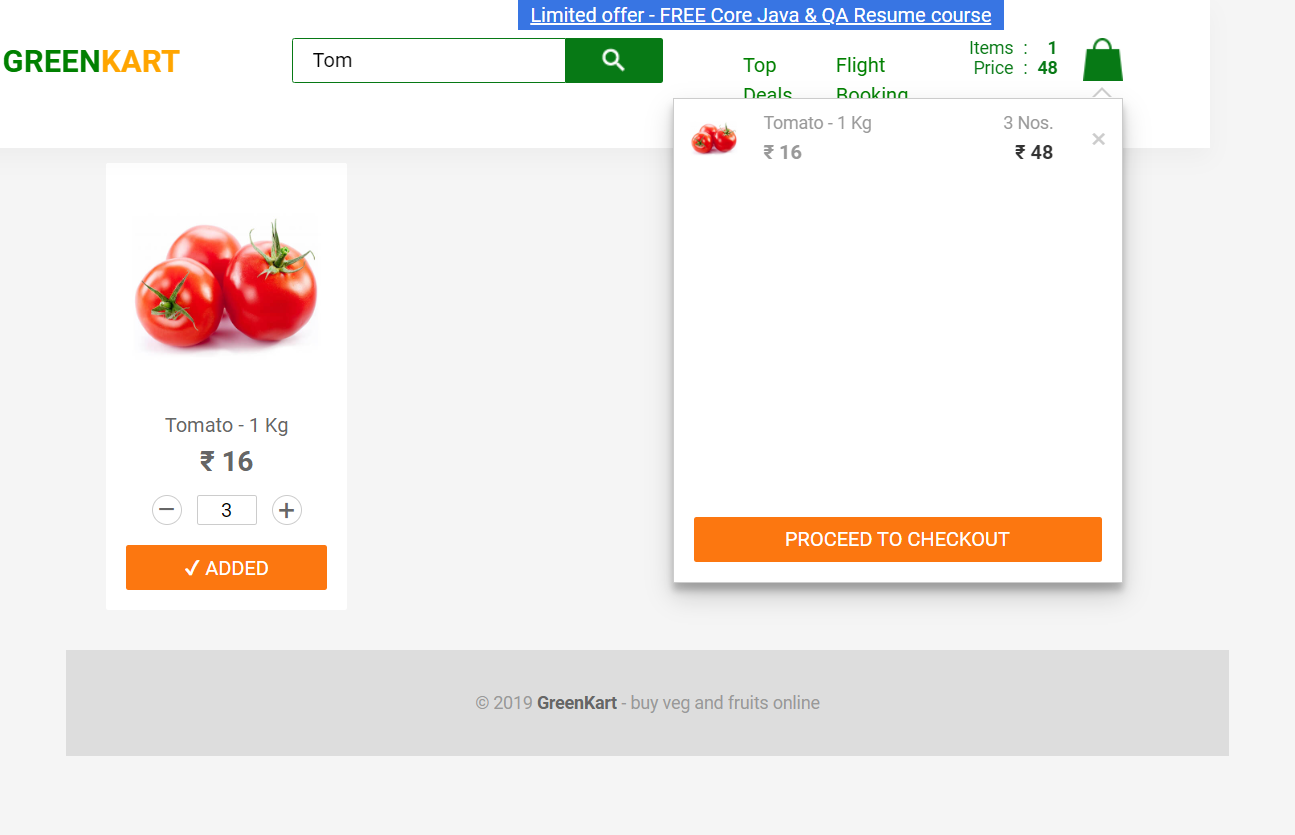 Limited offer - FREE Core Java & QA Resume course
GREENKART
Tom
Top
Deals
Flight
Booking
Items : 1
Price : 48
Tomato - 1 Kg
3 Nos.
₹ 16
₹ 48
×
Tomato - 1 Kg
₹ 16
− 3 +
✓ ADDED
PROCEED TO CHECKOUT
© 2019 GreenKart - buy veg and fruits online